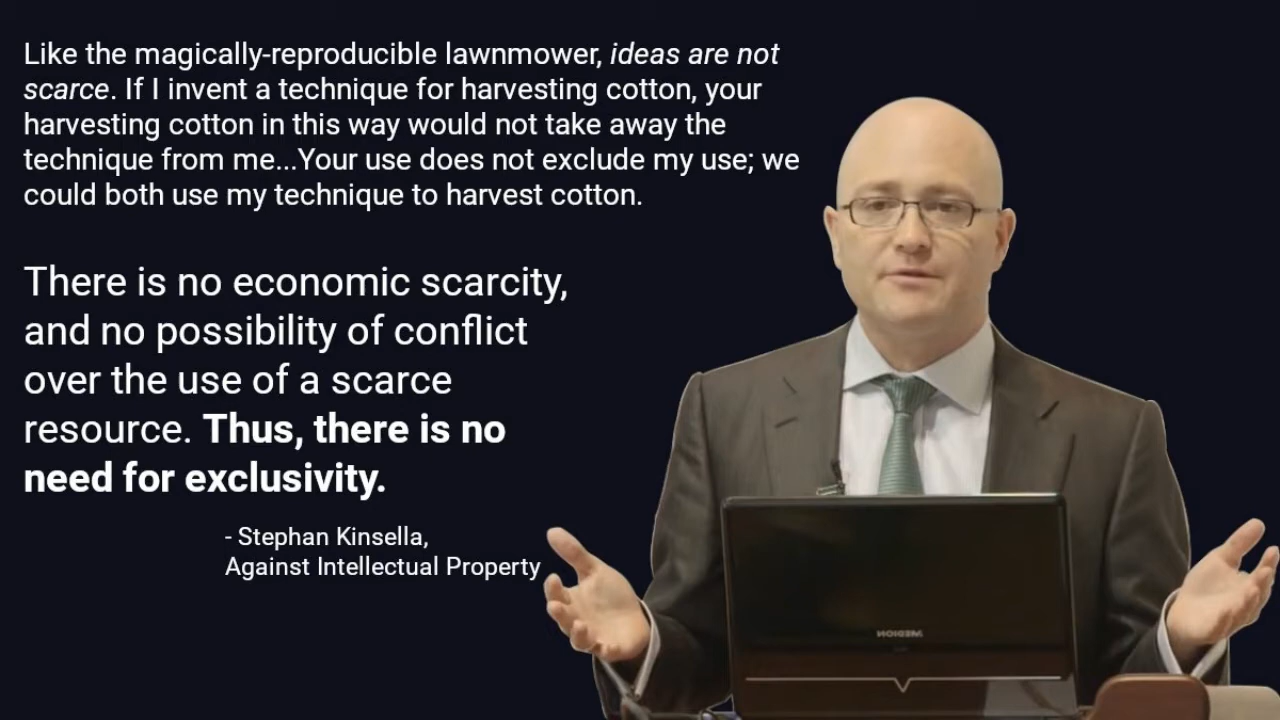 Like the magically-reproducible lawnmower, ideas are not
scarce. If I invent a technique for harvesting cotton, your
harvesting cotton in this way would not take away the
technique from me...Your use does not exclude my use; we
could both use my technique to harvest cotton.
There is no economic scarcity,
and no possibility of conflict
over the use of a scarce
resource. Thus, there is no
need for exclusivity.
- Stephan Kinsella,
Against Intellectual Property
MEDION